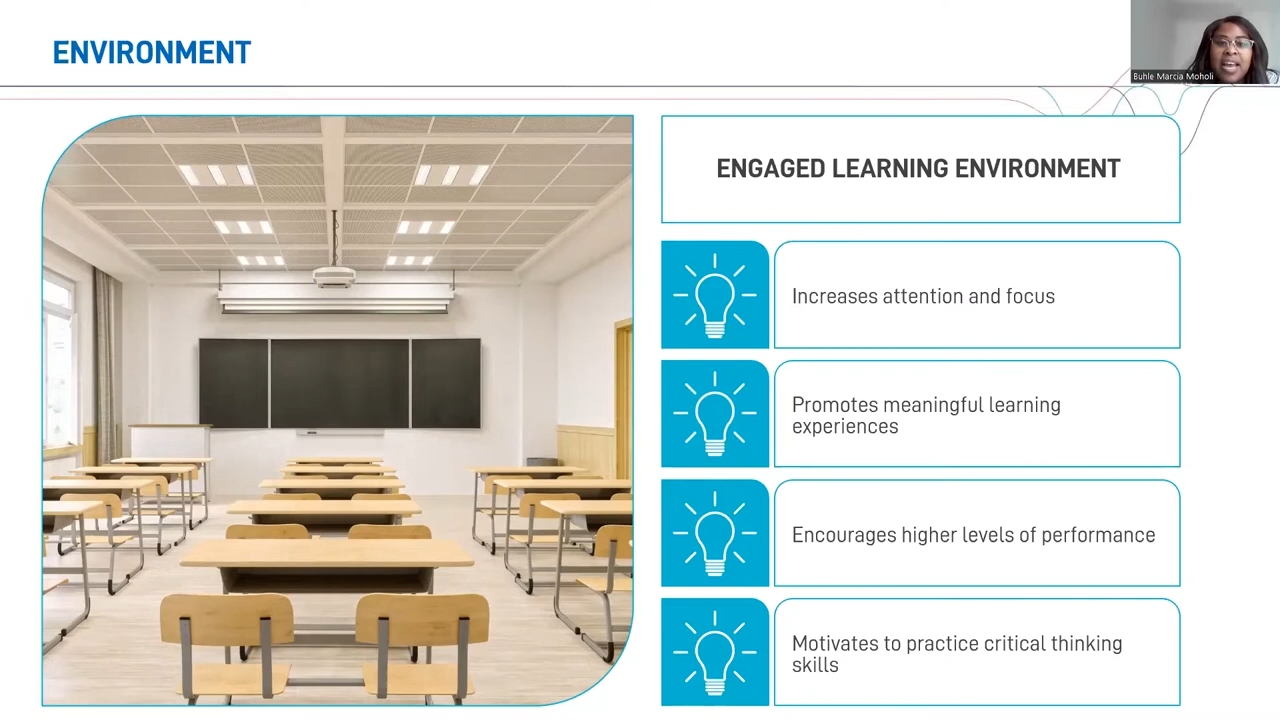 ENVIRONMENT
Buhle Marcia Moholi
ENGAGED LEARNING ENVIRONMENT
Increases attention and focus
Promotes meaningful learning
experiences
Encourages higher levels of performance
Motivates to practice critical thinking
skills